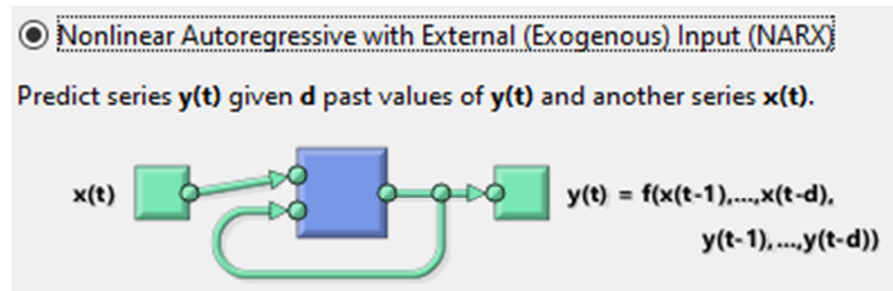 Nonlinear Autoregressive with External (Exogenous) Input (NARX)
Predict series y(t) given d past values of y(t) and another series x(t).
x(t)
y(t) = f(x(t-1),...,x(t-d),
y(t-1),...,y(t-d))